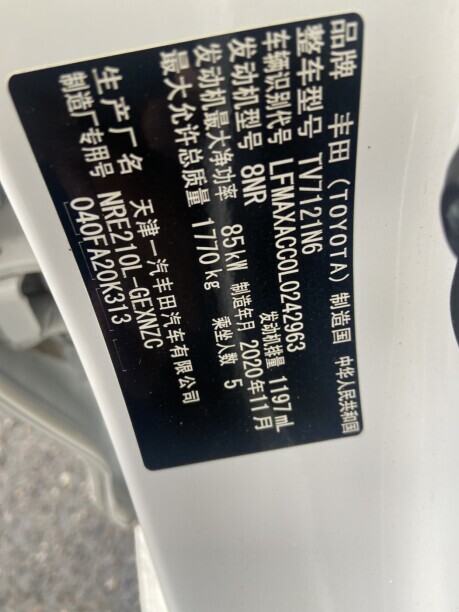 品牌 丰田（TOYOTA） 制造国 中华人民共和国
整车型号 TV7121N6
车辆识别代号 LFMAXACC0L0242963
发动机型号 8NR 发动机排量 1197mL
发动机最大净功率 85kW 制造年月 2020年11月
最大允许总质量 1770kg 乘坐人数 5
生产厂名 天津一汽丰田汽车有限公司
制造厂专用号 NRE210L-GEXNZC
040FA20K313